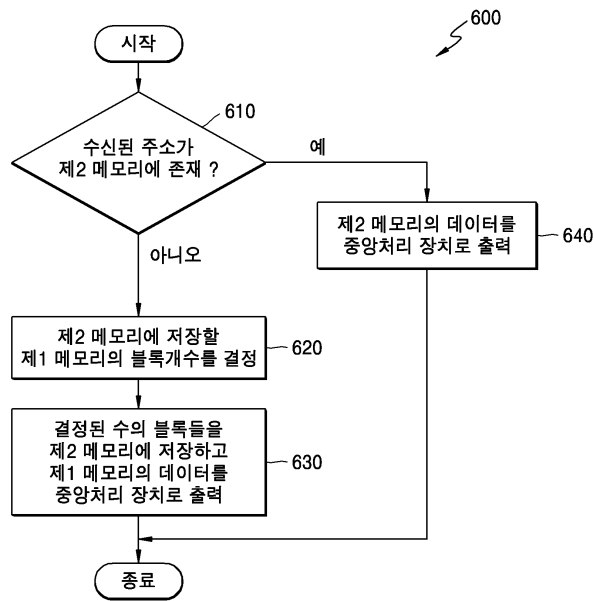 600
시작
610
수신된 주소가
제2 메모리에 존재 ?
예
아니오
제2 메모리의 데이터를
중앙처리 장치로 출력
640
제2 메모리에 저장할
제1 메모리의 블록개수를 결정
620
결정된 수의 블록들을
제2 메모리에 저장하고
제1 메모리의 데이터를
중앙처리 장치로 출력
630
종료